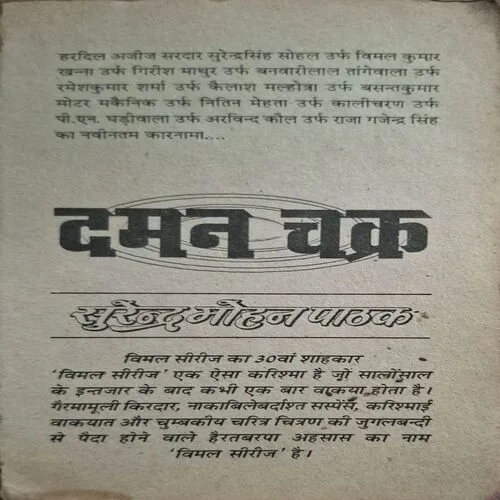 हरदिल अजीज सरदार सुरेन्द्रसिंह सोहल उर्फ विमल कुमार
खन्ना उर्फ गिरीश माथुर उर्फ बनवारीलाल तांगेवाला उर्फ
रमेशकुमार शर्मा उर्फ कैलाश मल्होत्रा उर्फ बसन्तकुमार
मोटर मकैनिक उर्फ नितिन मेहता उर्फ कालीचरण उर्फ
पी.एन. घड़ीवाला उर्फ अरविन्द कौल उर्फ राजा गजेन्द्र सिंह
का नवीनतम कारनामा....
दमन चक्र
सुरेन्द्र मोहन पाठक
विमल सीरीज का 30वां शाहकार
'विमल सीरीज' एक ऐसा करिश्मा है जो सालोंसाल
के इन्तजार के बाद कभी एक बार वाकया होता है।
गैरमामूली किरदार, नाकाबिलेबर्दाश्त सस्पेंस, करिश्माई
वाकयात और चुम्बकीय चरित्र चित्रण की जुगलबन्दी
से पैदा होने वाले हैरतबरपा अहसास का नाम
'विमल सीरीज' है।